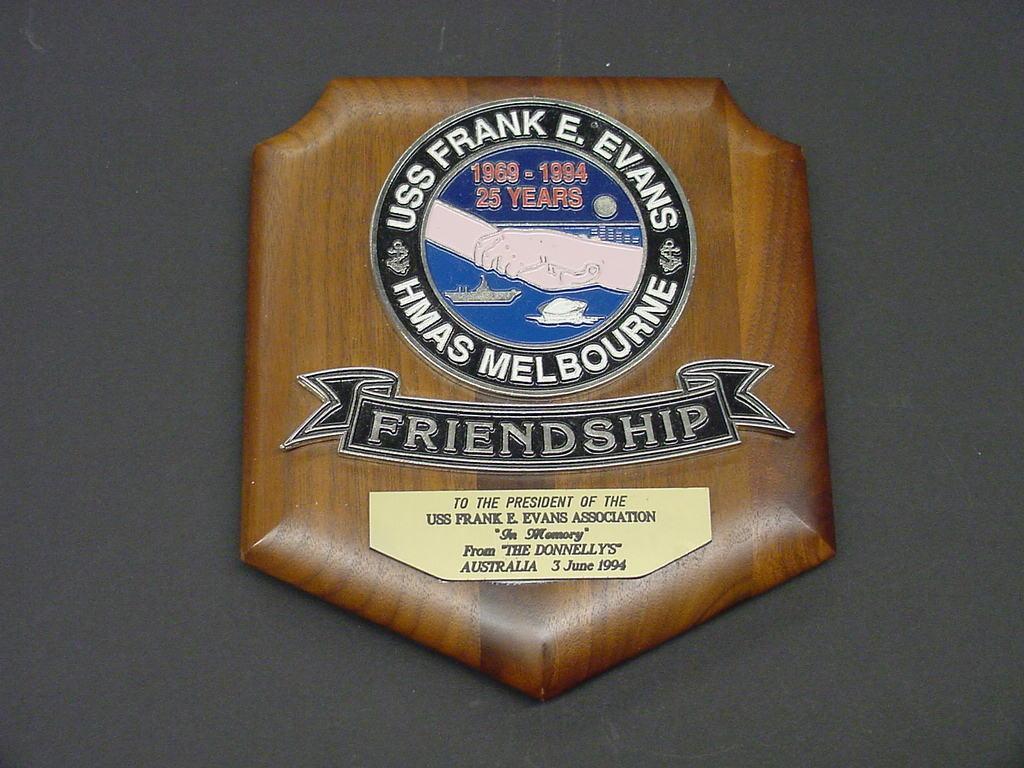 USS FRANK E. EVANS
1969 - 1994
25 YEARS
HMAS MELBOURNE
FRIENDSHIP
TO THE PRESIDENT OF THE
USS FRANK E. EVANS ASSOCIATION
"In Memory"
From "THE DONNELLYS"
AUSTRALIA 3 June 1994